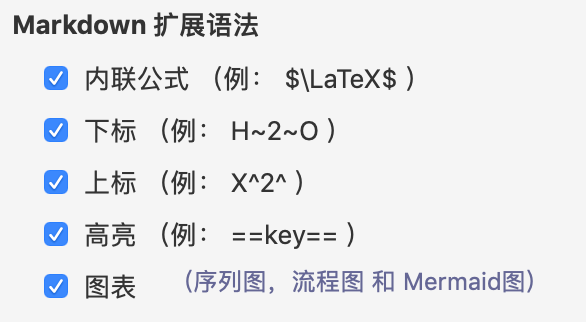 Markdown 扩展语法
内联公式 （例： $\LaTeX$ ）
下标 （例： H~2~O ）
上标 （例： X^2^ ）
高亮 （例： ==key== ）
图表 （序列图，流程图 和 Mermaid图）